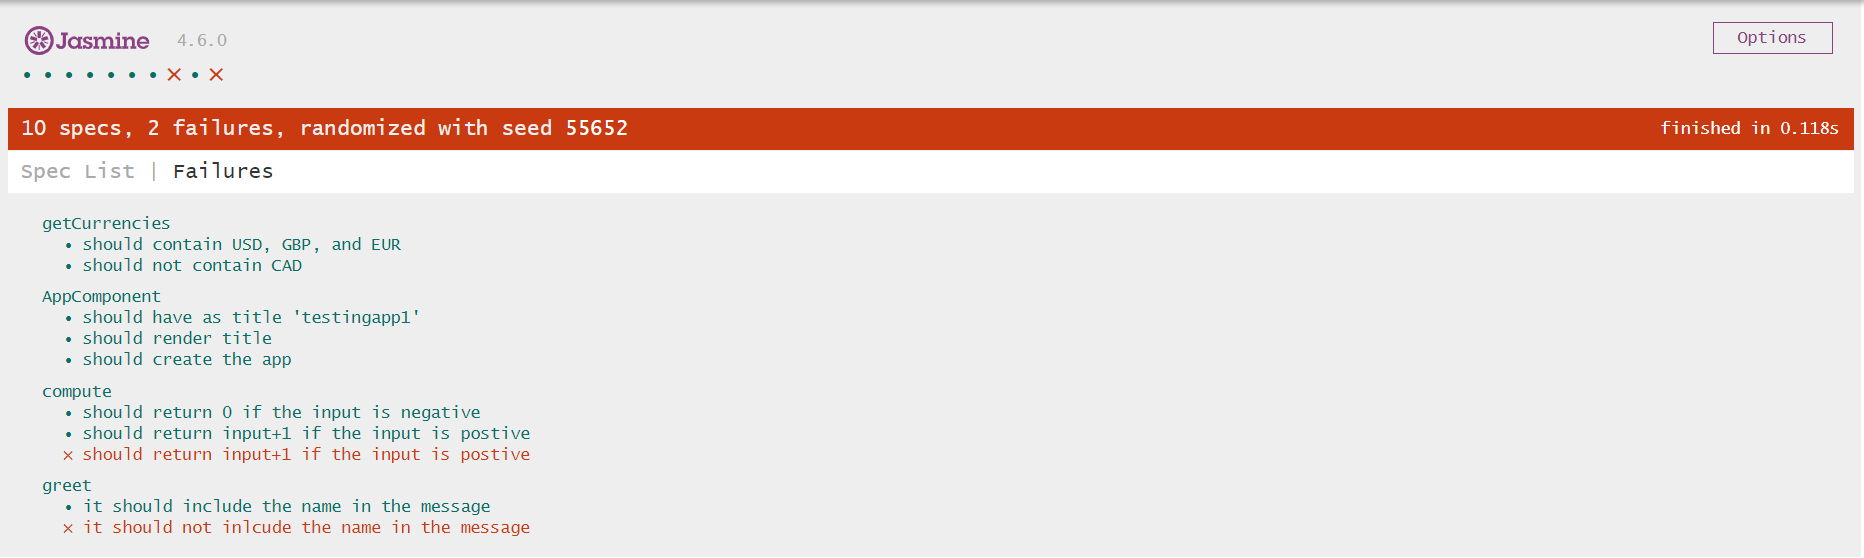 Jasmine 4.6.0 Options
• • • • • • • × • ×
10 specs, 2 failures, randomized with seed 55652 finished in 0.118s
Spec List | Failures
getCurrencies
• should contain USD, GBP, and EUR
• should not contain CAD
AppComponent
• should have as title 'testingapp1'
• should render title
• should create the app
compute
• should return 0 if the input is negative
• should return input+1 if the input is postive
× should return input+1 if the input is postive
greet
• it should include the name in the message
× it should not inlcude the name in the message